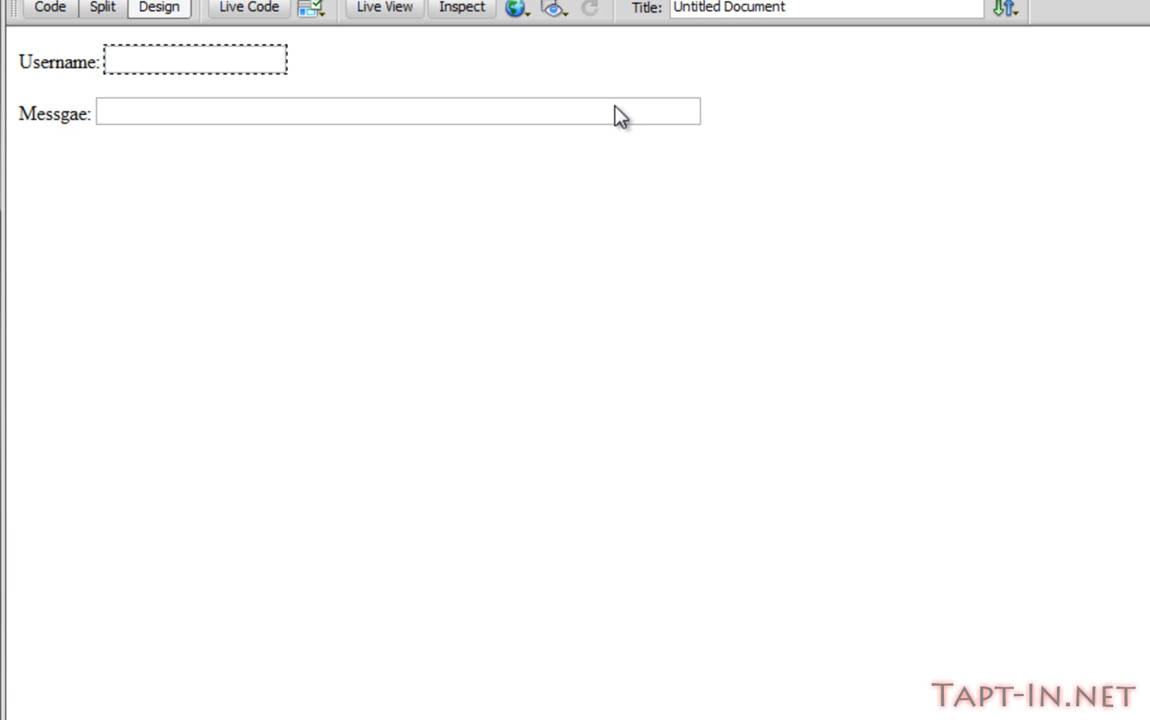 Code Split Design Live Code Live View Inspect Title: Untitled Document
Username:
Messgae:
Tapt-In.net